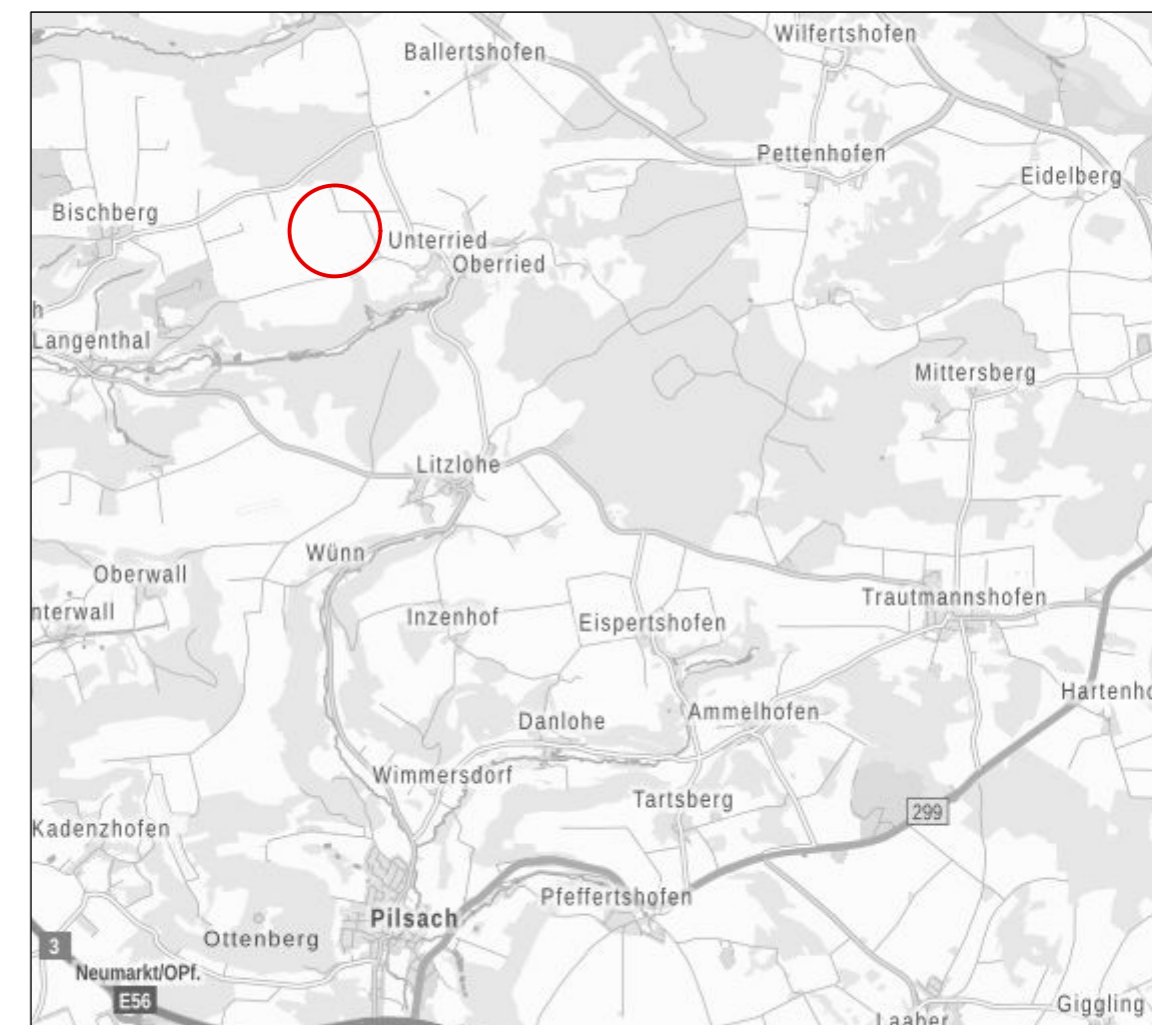 Wilfertshofen
Ballertshofen
Pettenhofen
Eidelberg
Bischberg
Unterried
Oberried
h
Langenthal
Mittersberg
Litzlohe
Wünn
Oberwall
Trautmannshofen
nterwall
Inzenhof
Eispertshofen
Hartenho
Ammelhofen
Danlohe
Wimmersdorf
Tartsberg
299
Kadenzhofen
Pfeffertshofen
Pilsach
Ottenberg
3
Neumarkt/OPf.
E56
Giggling
Laaber